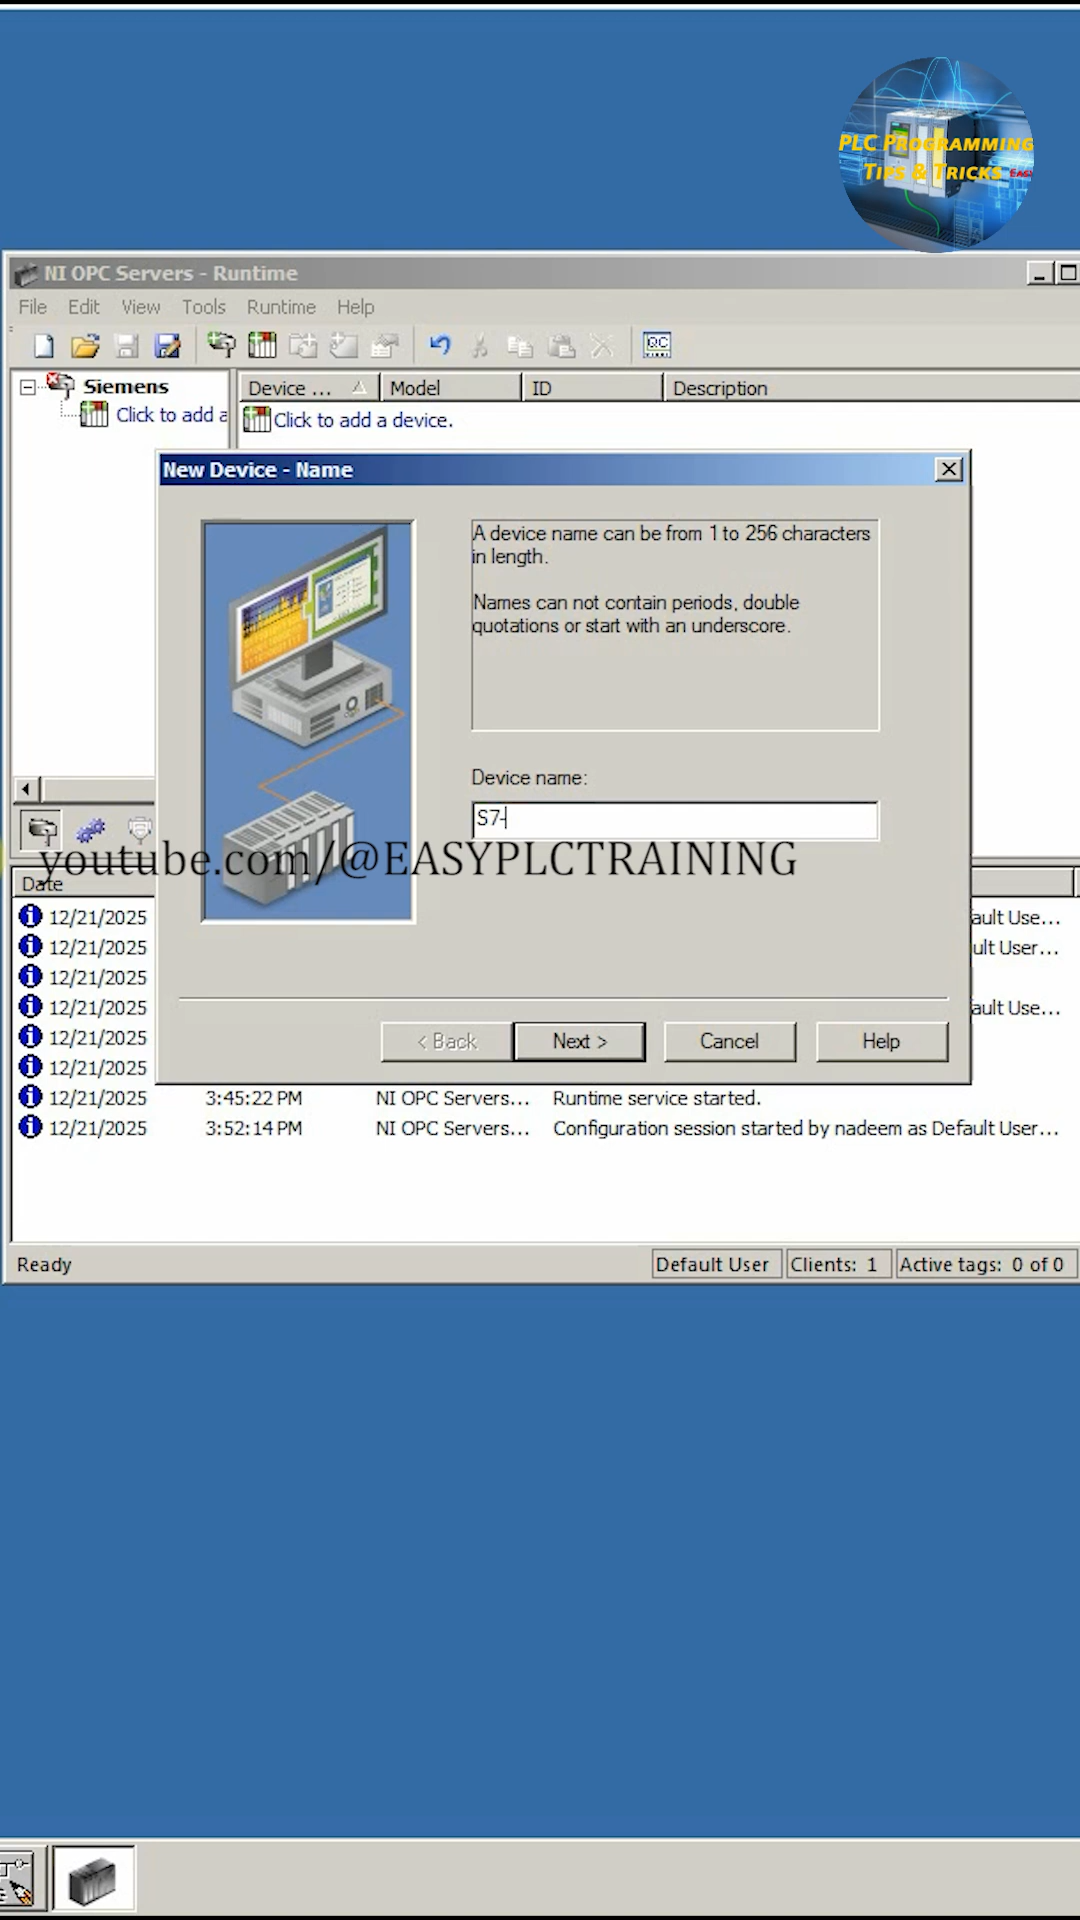 PLC PROGRAMMING
TIPS & TRICKS EASY
NI OPC Servers - Runtime
File Edit View Tools Runtime Help
Siemens
Click to add a
Device ... Model ID Description
Click to add a device.
New Device - Name
A device name can be from 1 to 256 characters
in length.
Names can not contain periods, double
quotations or start with an underscore.
Device name:
S7-
youtube.com/@EASYPLCTRAINING
Date
12/21/2025 ault Use...
12/21/2025 ult User...
12/21/2025
12/21/2025 ault Use...
12/21/2025
12/21/2025
< Back Next > Cancel Help
12/21/2025 3:45:22 PM NI OPC Servers... Runtime service started.
12/21/2025 3:52:14 PM NI OPC Servers... Configuration session started by nadeem as Default User...
Ready Default User Clients: 1 Active tags: 0 of 0